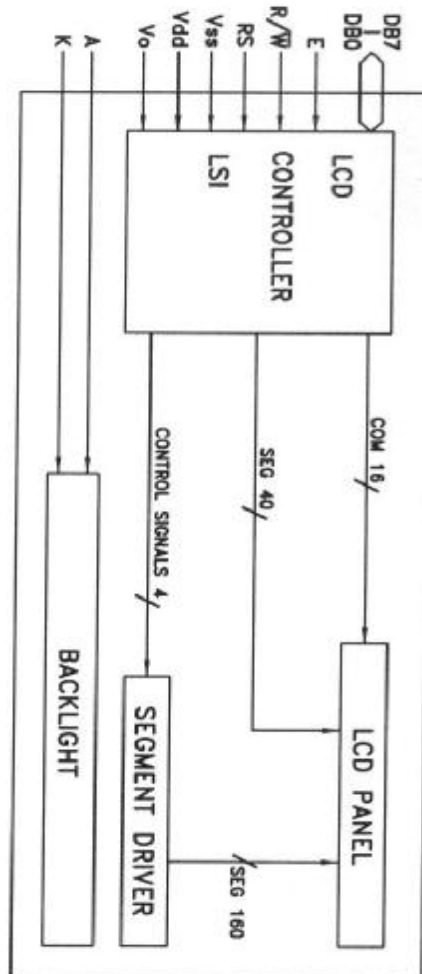 DB7
|
DB0
E
R/W̅
RS
Vss
Vdd
Vo
A
K
LCD
CONTROLLER
LSI
COM 16
SEG 40
CONTROL SIGNALS 4
LCD PANEL
SEG 160
SEGMENT DRIVER
BACKLIGHT